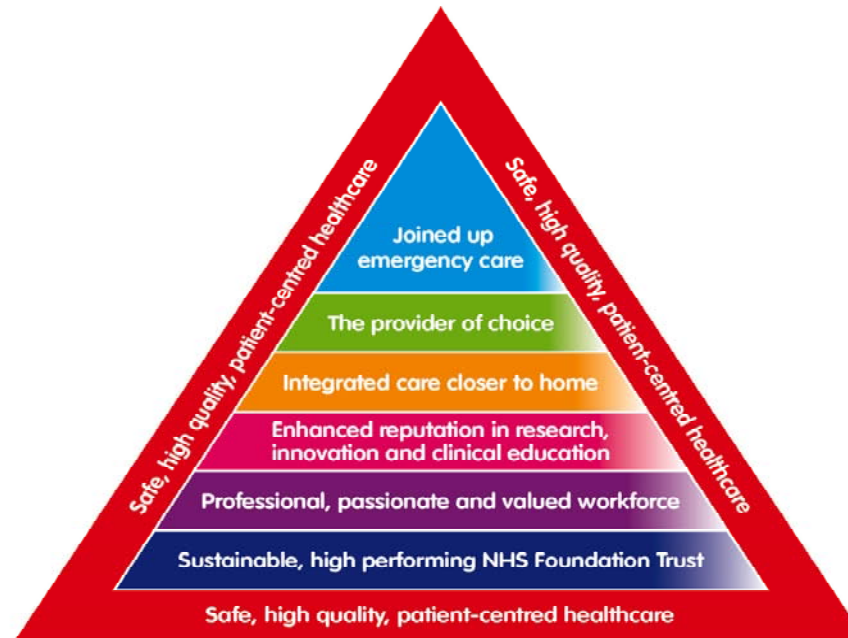 Safe, high quality, patient-centred healthcare
Safe, high quality, patient-centred healthcare
Joined up
emergency care
The provider of choice
Integrated care closer to home
Enhanced reputation in research,
innovation and clinical education
Professional, passionate and valued workforce
Sustainable, high performing NHS Foundation Trust
Safe, high quality, patient-centred healthcare